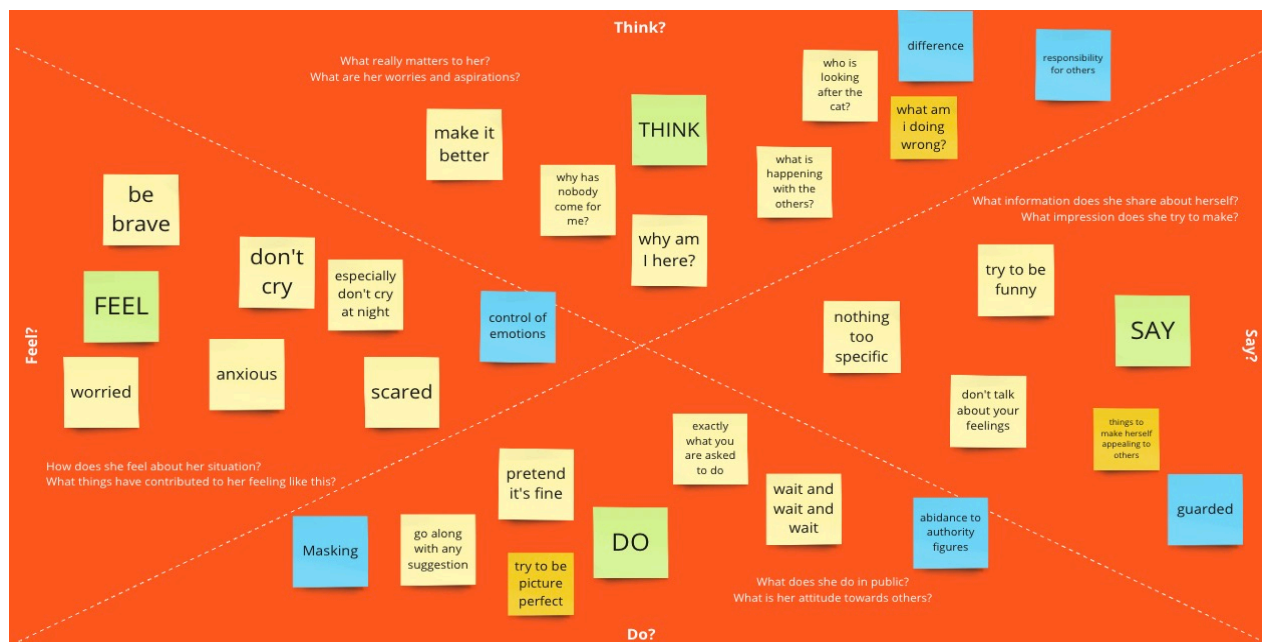 Think?
What really matters to her?
What are her worries and aspirations?
make it
better
why has
nobody
come for
me?
THINK
why am
I here?
what is
happening
with the
others?
who is
looking
after the
cat?
difference
what am
i doing
wrong?
responsibility
for others
Feel?
be
brave
don't
cry
especially
don't cry
at night
FEEL
control of
emotions
worried
anxious
scared
How does she feel about her situation?
What things have contributed to her feeling like this?
What information does she share about herself?
What impression does she try to make?
try to be
funny
nothing
too
specific
SAY
Say?
don't talk
about your
feelings
things to
make herself
appealing to
others
guarded
exactly
what you
are asked
to do
pretend
it's fine
wait and
wait and
wait
Masking
go along
with any
suggestion
try to be
picture
perfect
DO
abidance to
authority
figures
What does she do in public?
What is her attitude towards others?
Do?